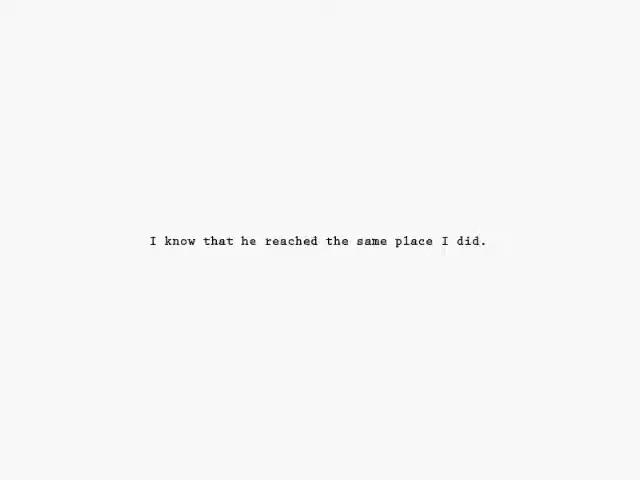 I know that he reached the same place I did.